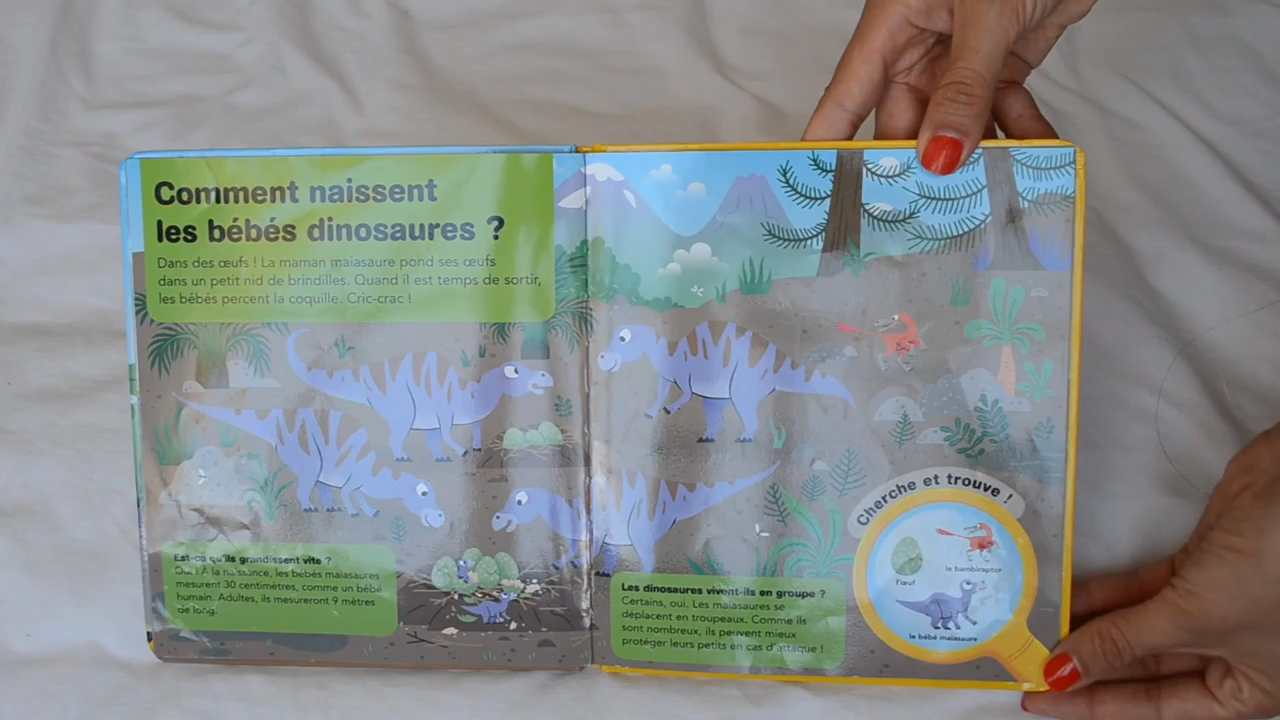 Comment naissent
les bébés dinosaures ?
Dans des œufs ! La maman maiasaure pond ses œufs
dans un petit nid de brindilles. Quand il est temps de sortir,
les bébés percent la coquille. Cric-crac !
Est-ce qu'ils grandissent vite ?
Oui ! À la naissance, les bébés maiasaures
mesurent 30 centimètres, comme un bébé
humain. Adultes, ils mesureront 9 mètres
de long.
Les dinosaures vivent-ils en groupe ?
Certains, oui. Les maiasaures se
déplacent en troupeaux. Comme ils
sont nombreux, ils peuvent mieux
protéger leurs petits en cas d'attaque !
Cherche et trouve !
l'œuf
le bambiraptor
le bébé maiasaure